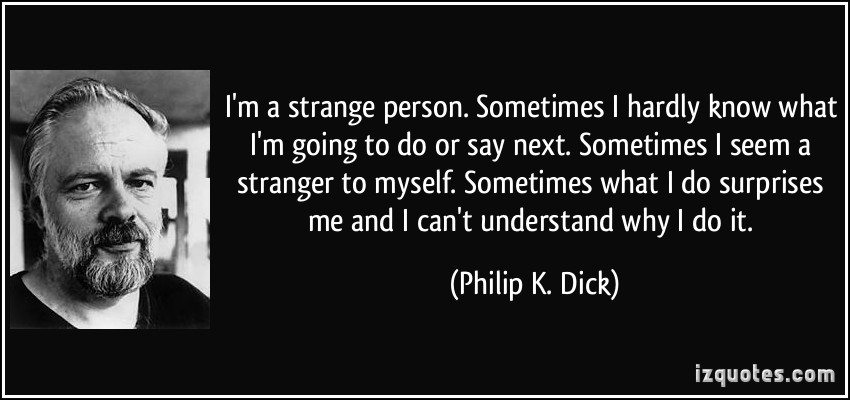 I'm a strange person. Sometimes I hardly know what
I'm going to do or say next. Sometimes I seem a
stranger to myself. Sometimes what I do surprises
me and I can't understand why I do it.
(Philip K. Dick)
izquotes.com